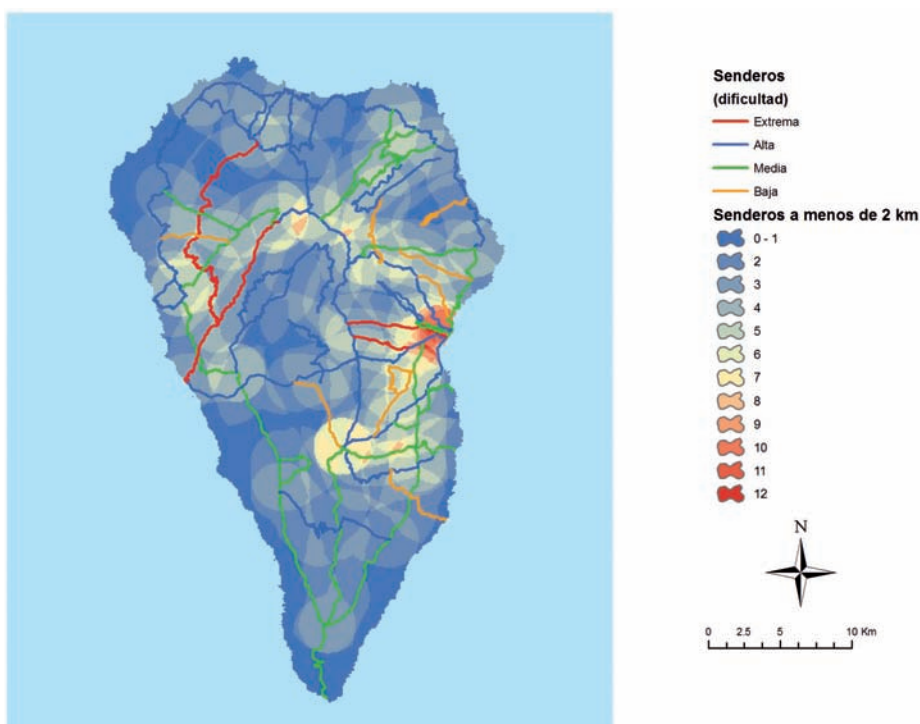 Senderos
(dificultad)
Extrema
Alta
Media
Baja
Senderos a menos de 2 km
0 - 1
2
3
4
5
6
7
8
9
10
11
12
N
0 2.5 5 10 Km